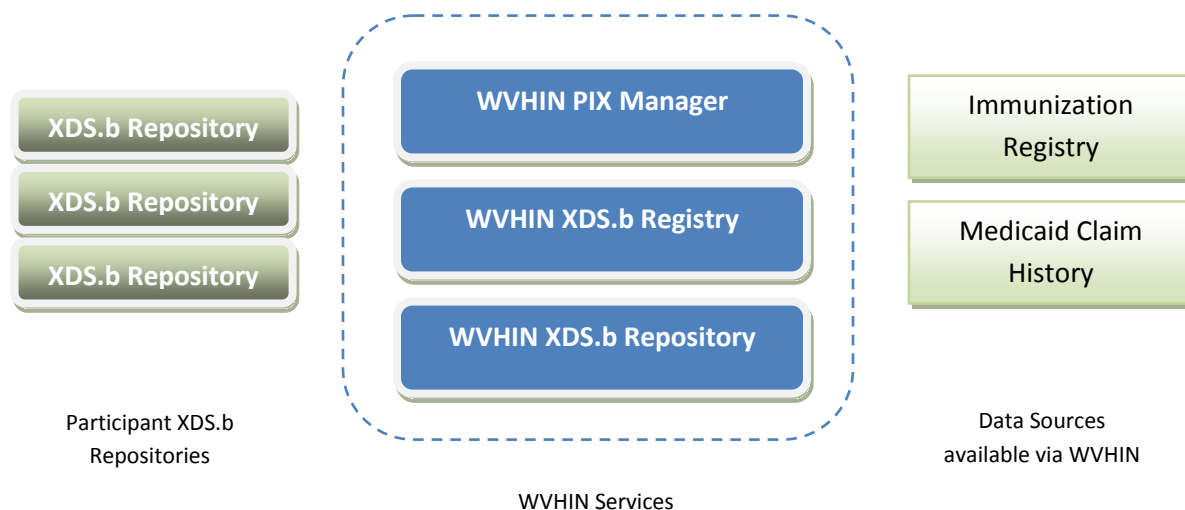 XDS.b Repository
XDS.b Repository
XDS.b Repository
Participant XDS.b
Repositories
WVHIN PIX Manager
WVHIN XDS.b Registry
WVHIN XDS.b Repository
WVHIN Services
Immunization
Registry
Medicaid Claim
History
Data Sources
available via WVHIN